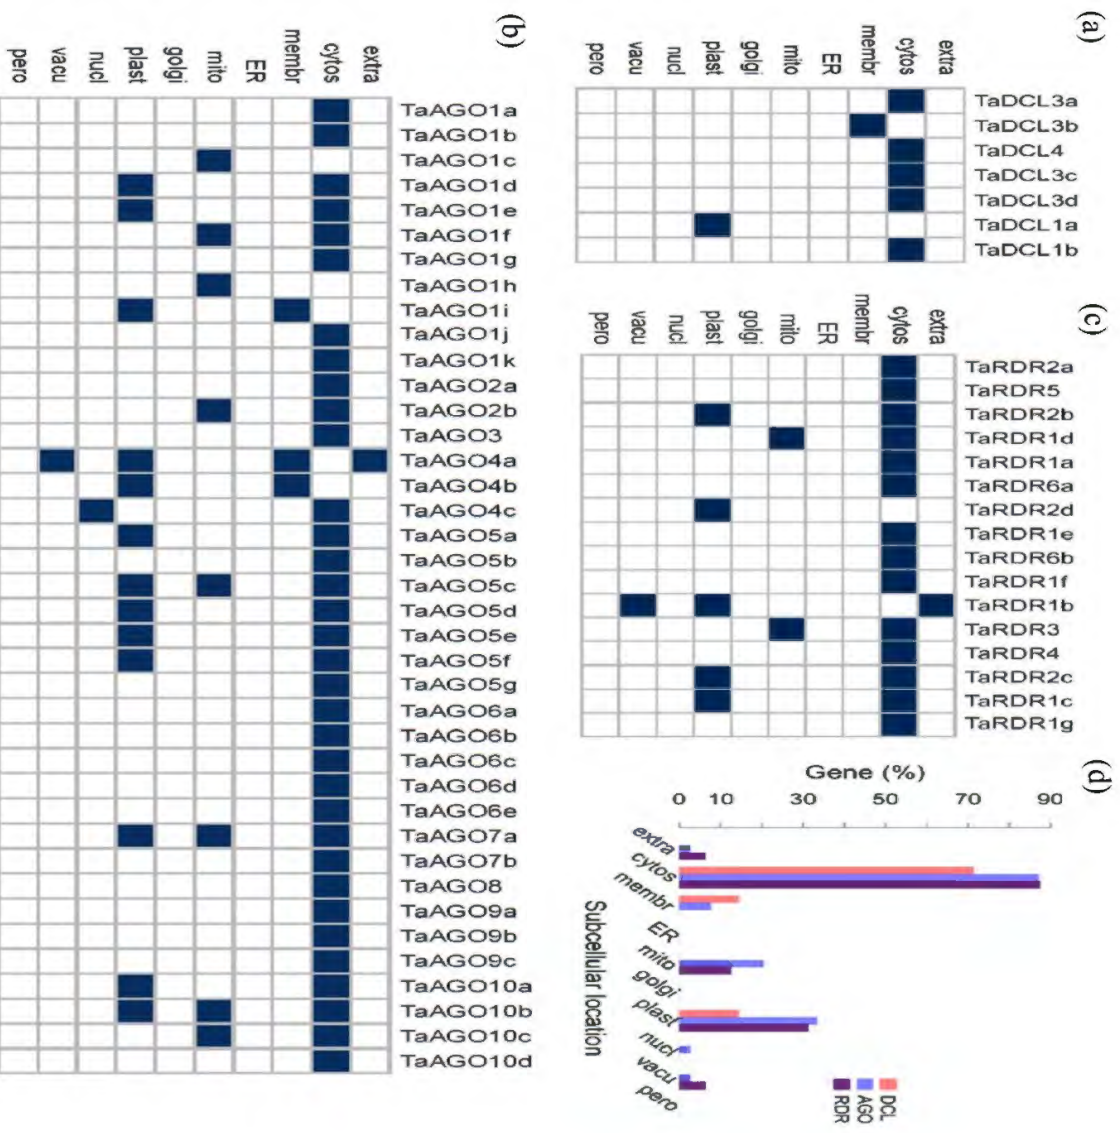 (a)
extra
cytos
membr
ER
mito
golgi
plast
nucl
vacu
pero
TaDCL3a
TaDCL3b
TaDCL4
TaDCL3c
TaDCL3d
TaDCL1a
TaDCL1b
(b)
extra
cytos
membr
ER
mito
golgi
plast
nucl
vacu
pero
TaAGO1a
TaAGO1b
TaAGO1c
TaAGO1d
TaAGO1e
TaAGO1f
TaAGO1g
TaAGO1h
TaAGO1i
TaAGO1j
TaAGO1k
TaAGO2a
TaAGO2b
TaAGO3
TaAGO4a
TaAGO4b
TaAGO4c
TaAGO5a
TaAGO5b
TaAGO5c
TaAGO5d
TaAGO5e
TaAGO5f
TaAGO5g
TaAGO6a
TaAGO6b
TaAGO6c
TaAGO6d
TaAGO6e
TaAGO7a
TaAGO7b
TaAGO8
TaAGO9a
TaAGO9b
TaAGO9c
TaAGO10a
TaAGO10b
TaAGO10c
TaAGO10d
(c)
extra
cytos
membr
ER
mito
golgi
plast
nucl
vacu
pero
TaRDR2a
TaRDR5
TaRDR2b
TaRDR1d
TaRDR1a
TaRDR6a
TaRDR2d
TaRDR1e
TaRDR6b
TaRDR1f
TaRDR1b
TaRDR3
TaRDR4
TaRDR2c
TaRDR1c
TaRDR1g
(d)
Gene (%)
0 10 30 50 70 90
extra
cytos
membr
ER
mito
golgi
plast
nucl
vacu
pero
Subcellular location
DCL
AGO
RDR